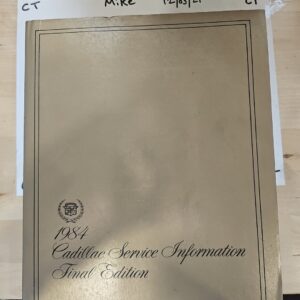 CT Mike 12/03/21 CT
1984
Cadillac Service Information
Final Edition